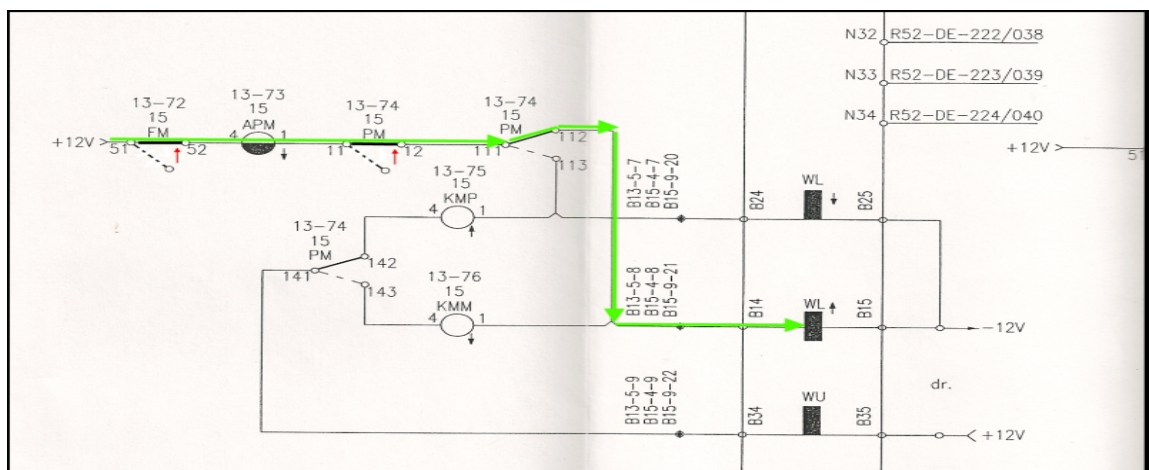 N32 R52-DE-222/038
N33 R52-DE-223/039
N34 R52-DE-224/040
13-72
15
FM
13-73
15
APM
13-74
15
PM
13-74
15
PM
+12V
51
52
4
1
11
12
111
112
113
+12V
51
13-75
15
KMP
4
1
B13-5-7
B15-4-7
B15-9-20
B24
WL
B25
13-74
15
PM
141
142
143
13-76
15
KMM
4
1
B13-5-8
B15-4-8
B15-9-21
B14
WL
B15
-12V
dr.
B13-5-9
B15-4-9
B15-9-22
B34
WU
B35
+12V